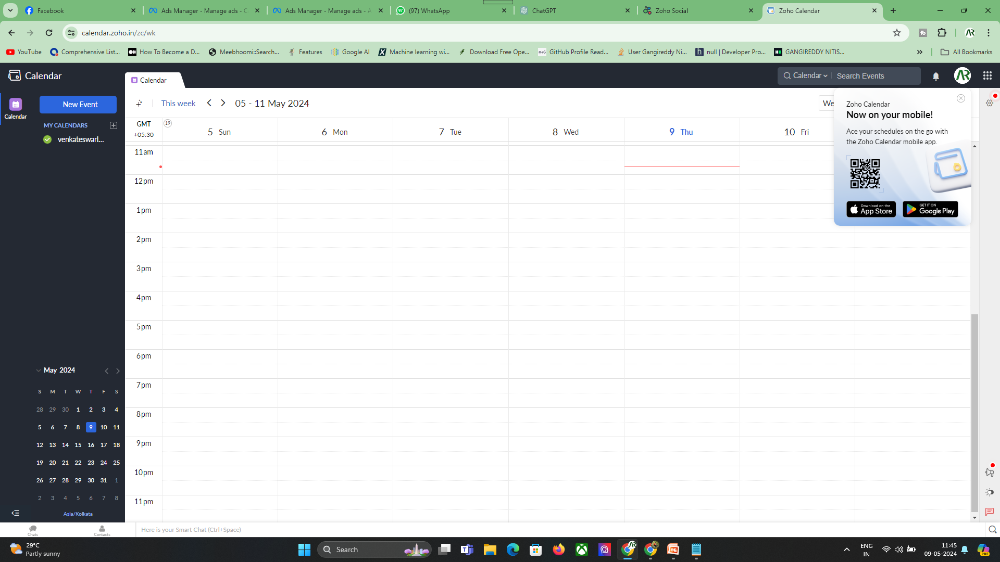 Facebook
Ads Manager - Manage ads - C
Ads Manager - Manage ads - A
(97) WhatsApp
ChatGPT
Zoho Social
Zoho Calendar
calendar.zoho.in/zc/wk
YouTube
Comprehensive List...
How To Become a D...
Meebhoomi::Search...
Features
Google AI
Machine learning wi...
Download Free Ope...
GitHub Profile Read...
User Gangireddy Ni...
null | Developer Pro...
GANGIREDDY NITIS...
All Bookmarks
Calendar
Calendar
Calendar
Search Events
AR
Calendar
New Event
MY CALENDARS
venkateswarl...
This week
05 - 11 May 2024
We
GMT
+05:30
19
5 Sun
6 Mon
7 Tue
8 Wed
9 Thu
10 Fri
11am
12pm
1pm
2pm
3pm
4pm
5pm
6pm
7pm
8pm
9pm
10pm
11pm
Zoho Calendar
Now on your mobile!
Ace your schedules on the go with
the Zoho Calendar mobile app.
Download on the
App Store
GET IT ON
Google Play
May 2024
S M T W T F S
28 29 30 1 2 3 4
5 6 7 8 9 10 11
12 13 14 15 16 17 18
19 20 21 22 23 24 25
26 27 28 29 30 31 1
2 3 4 5 6 7 8
Asia/Kolkata
Chats
Contacts
Here is your Smart Chat (Ctrl+Space)
29°C
Partly sunny
Search
ENG
IN
11:45
09-05-2024
PRE